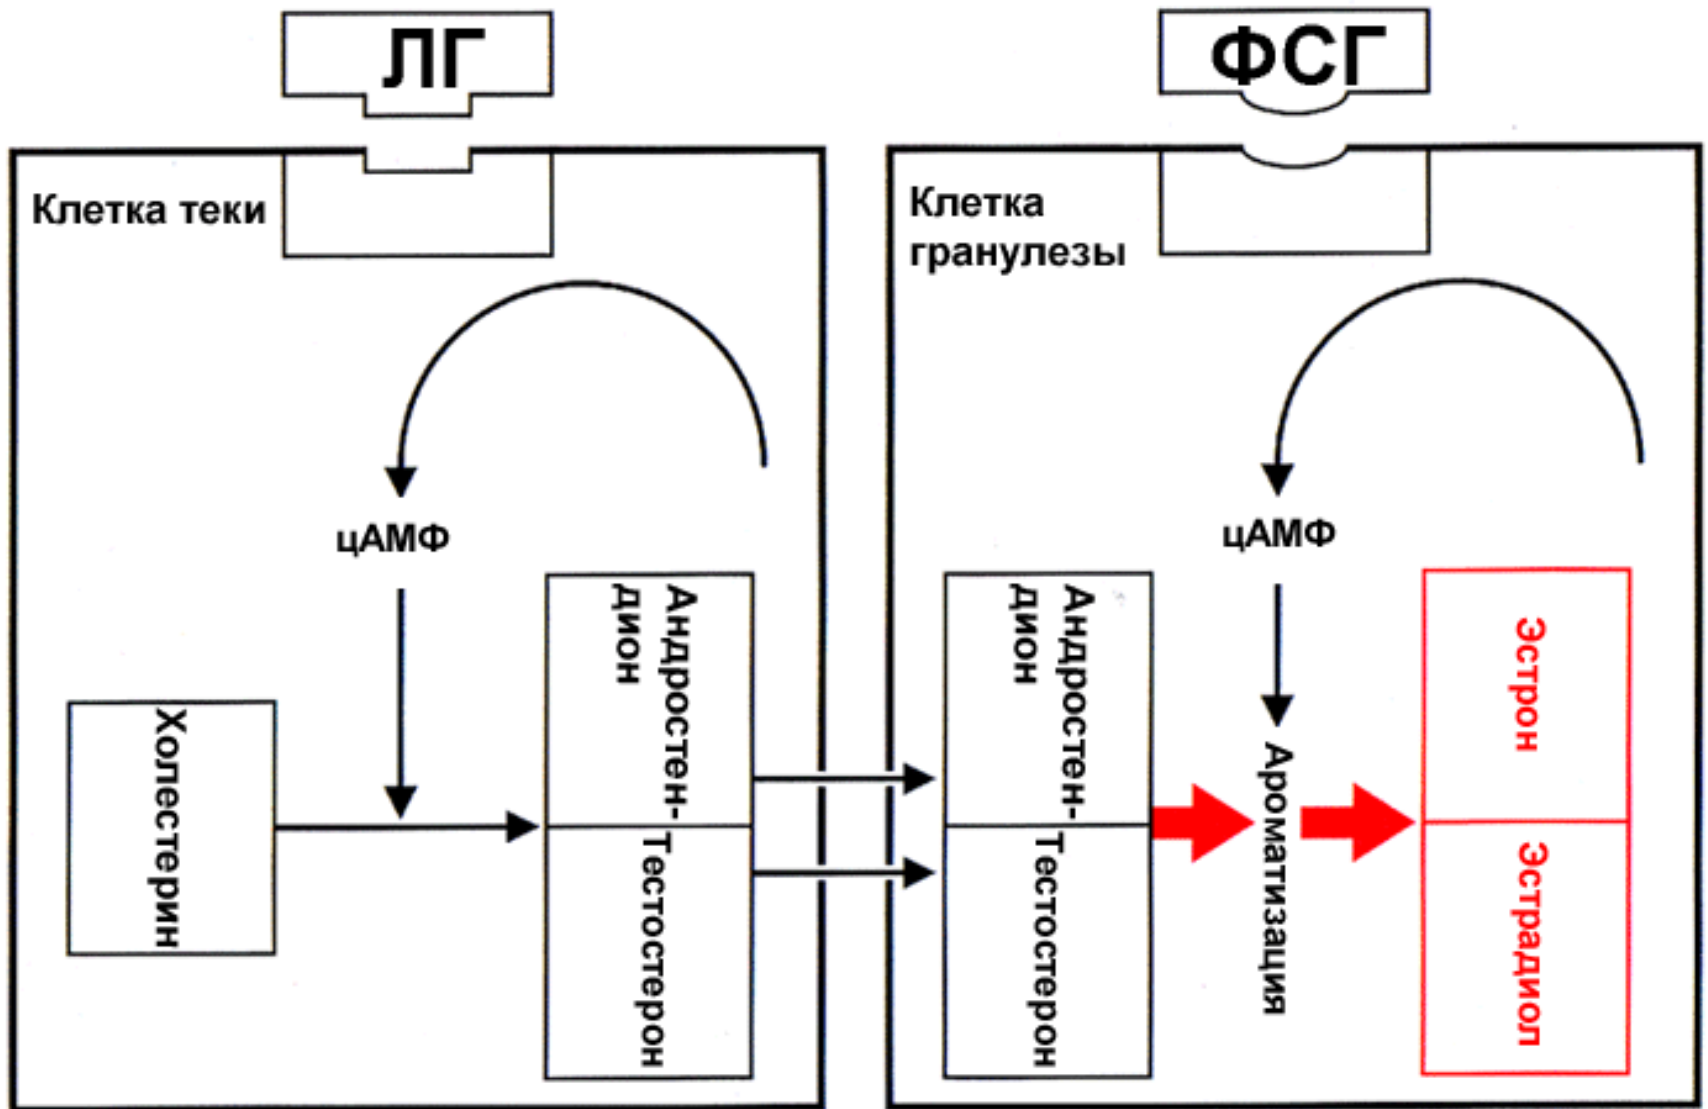 ЛГ
ФСГ
Клетка теки
Клетка
гранулезы
цАМФ
цАМФ
Холестерин
Андростен-
дион
Тестостерон
Андростен-
дион
Тестостерон
Ароматизация
Эстрон
Эстрадиол